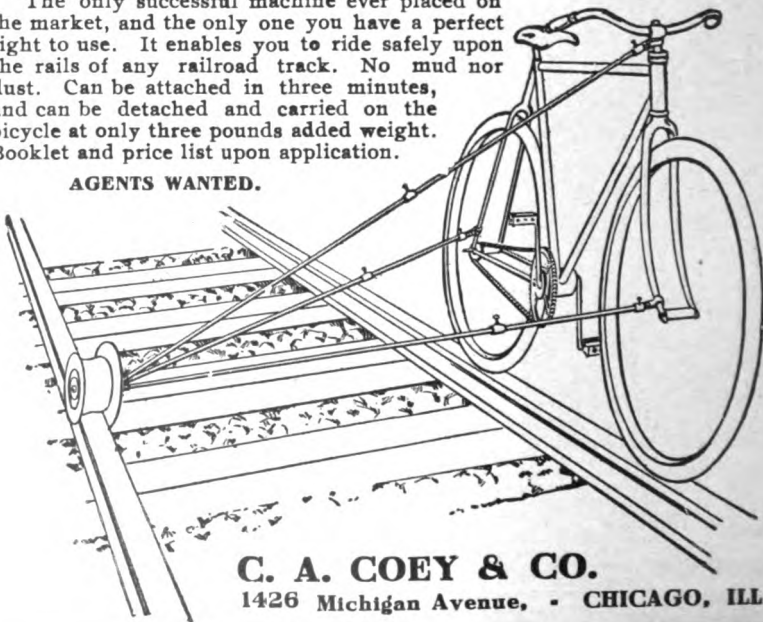 The only successful machine ever placed on
the market, and the only one you have a perfect
right to use. It enables you to ride safely upon
the rails of any railroad track. No mud nor
dust. Can be attached in three minutes,
and can be detached and carried on the
bicycle at only three pounds added weight.
Booklet and price list upon application.
AGENTS WANTED.
C. A. COEY & CO.
1426 Michigan Avenue, - CHICAGO, ILL